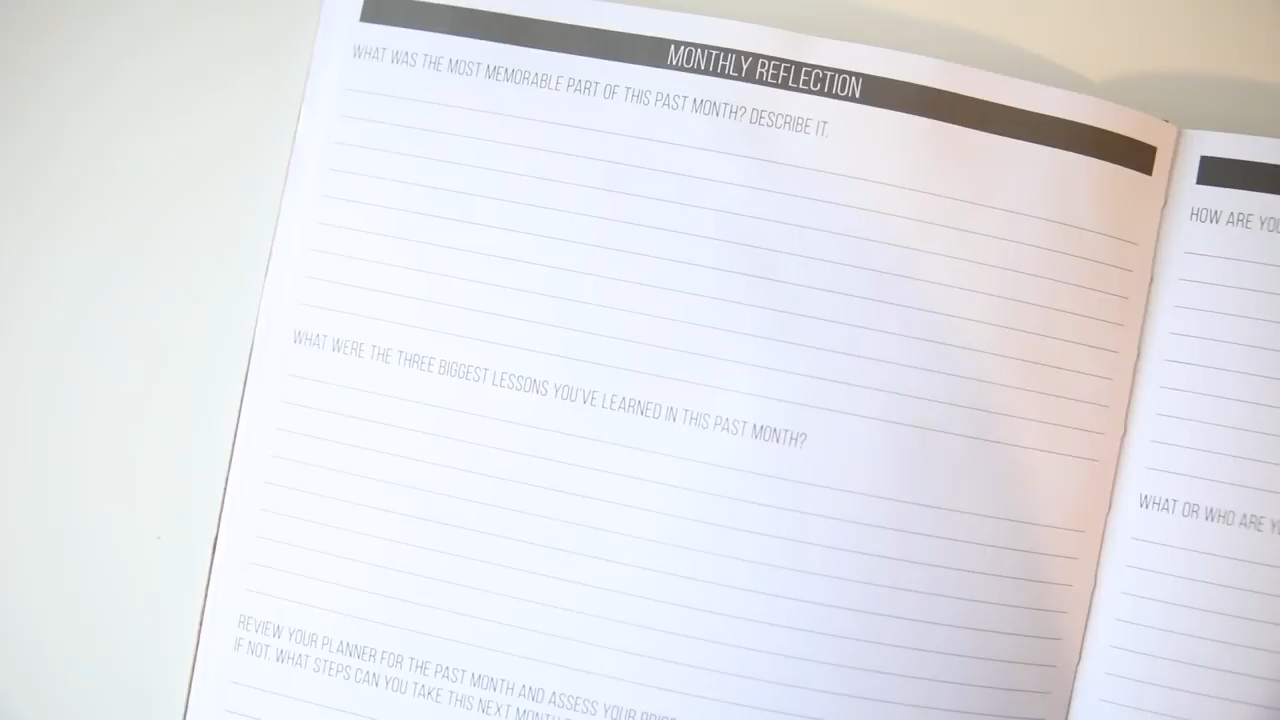 MONTHLY REFLECTION
WHAT WAS THE MOST MEMORABLE PART OF THIS PAST MONTH? DESCRIBE IT.
WHAT WERE THE THREE BIGGEST LESSONS YOU'VE LEARNED IN THIS PAST MONTH?
REVIEW YOUR PLANNER FOR THE PAST MONTH AND ASSESS YOUR
IF NOT, WHAT STEPS CAN YOU TAKE THIS NEXT MONTH
HOW ARE YOU
WHAT OR WHO ARE